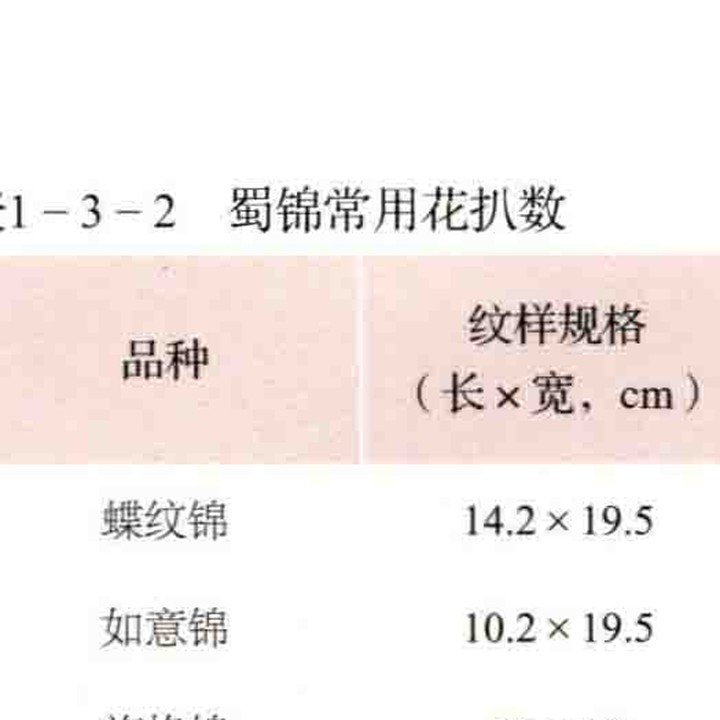 1-3-2 蜀锦常用花扒数
品种
纹样规格
（长×宽，cm）
蝶纹锦
14.2×19.5
如意锦
10.2×19.5